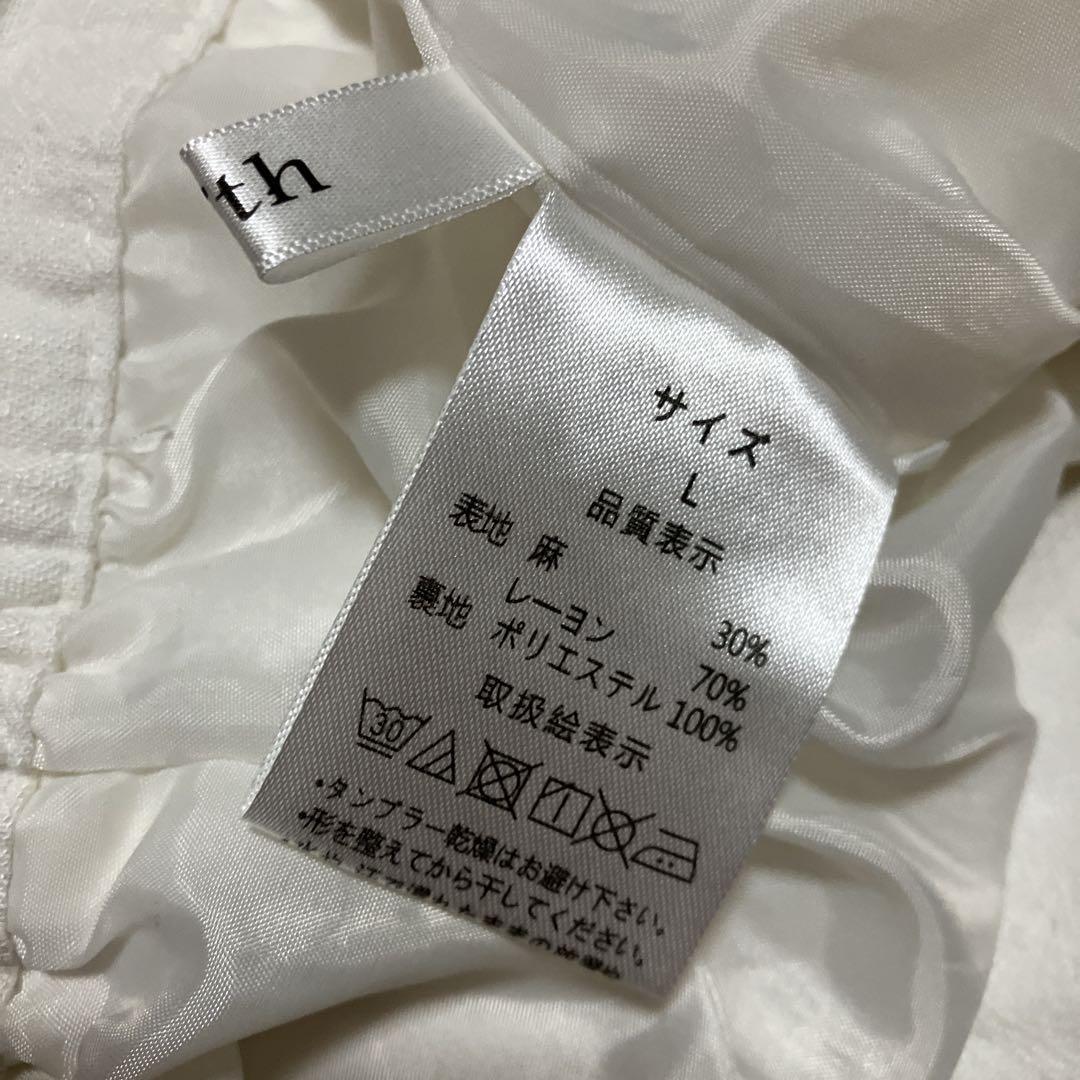 th
サイズ
L
品質表示
表地 麻 30%
レーヨン 70%
裏地 ポリエステル 100%
取扱絵表示
30
・タンブラー乾燥はお避け下さい。
・形を整えてから干してください。